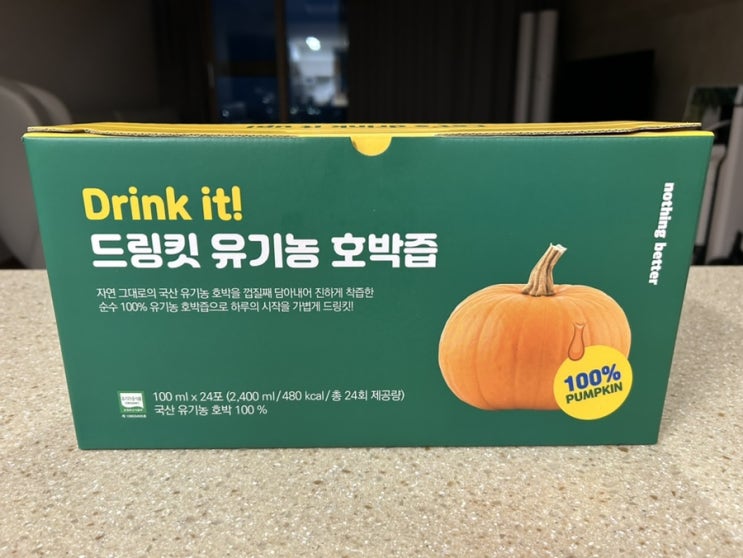 Let's drink it up!
Drink it!
드링킷 유기농 호박즙
nothing better
자연 그대로의 국산 유기농 호박을 껍질째 담아내어 진하게 착즙한
순수 100% 유기농 호박즙으로 하루의 시작을 가볍게 드링킷!
100%
PUMPKIN
100 ml x 24포 (2,400 ml / 480 kcal / 총 24회 제공량)
국산 유기농 호박 100 %